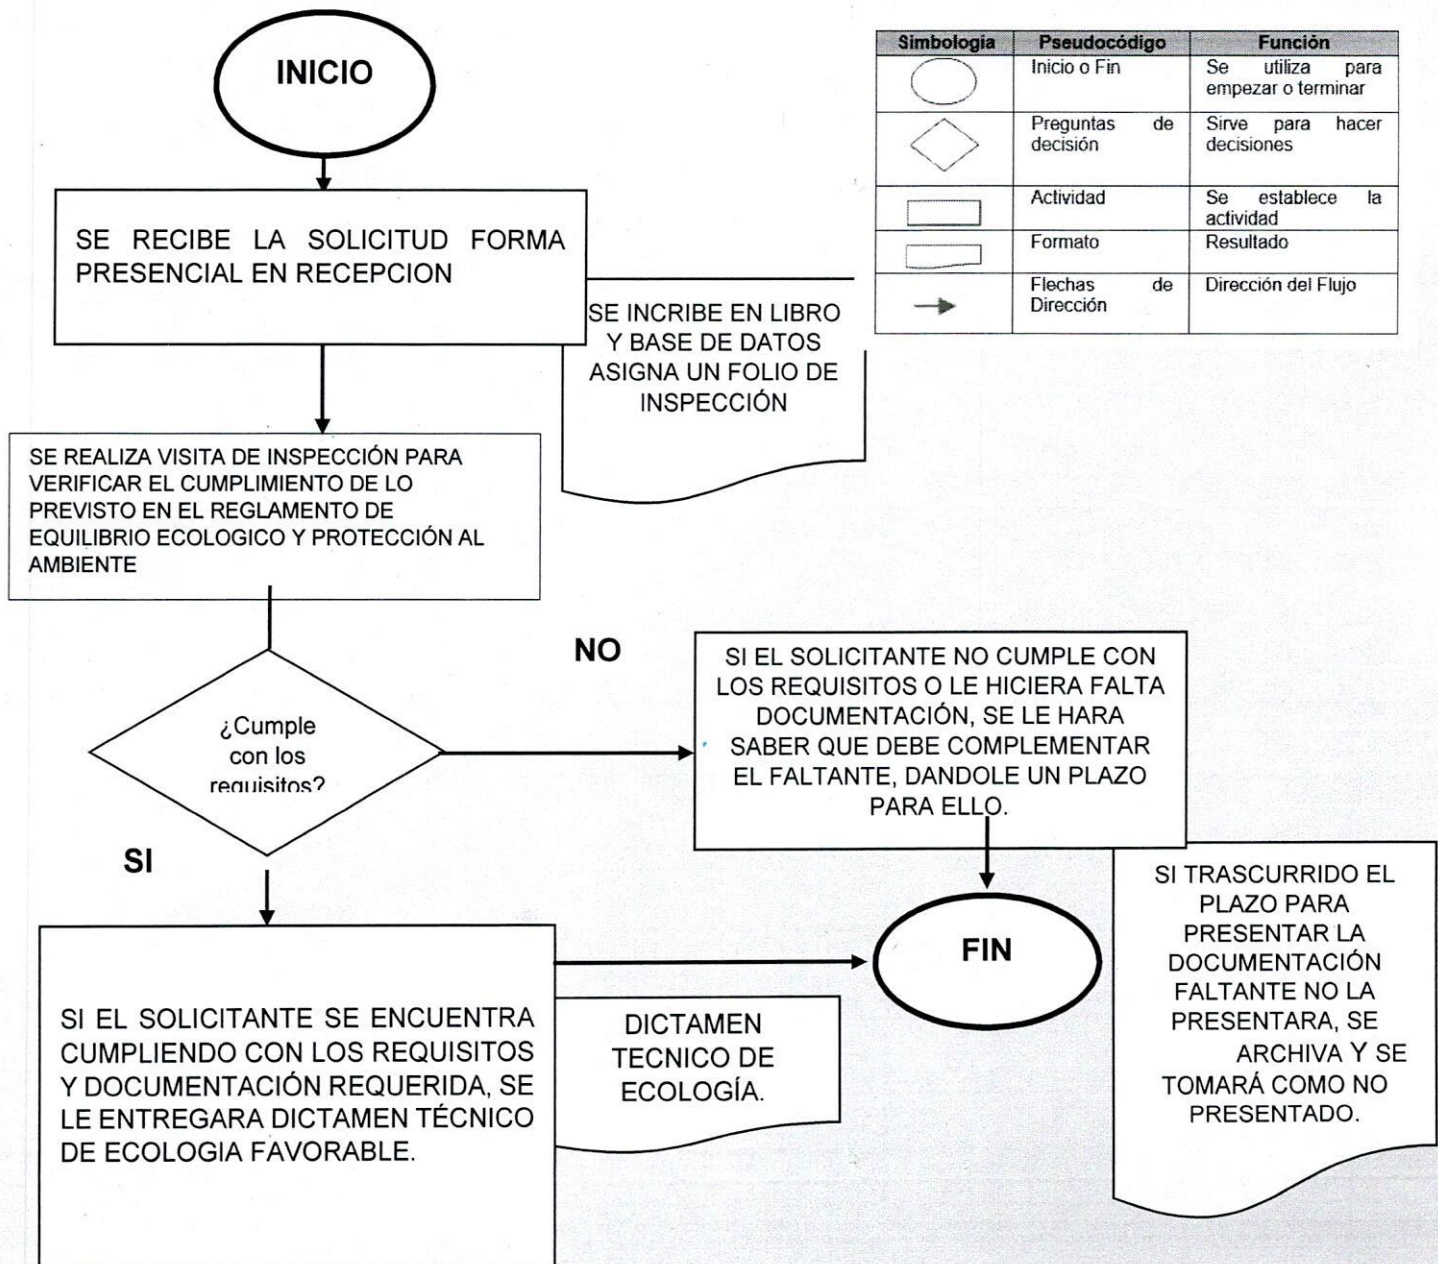 INICIO
Simbología Pseudocódigo Función
Inicio o Fin Se utiliza para
empezar o terminar
Preguntas de Sirve para hacer
decisión decisiones
Actividad Se establece la
actividad
Formato Resultado
Flechas de Dirección del Flujo
Dirección
SE RECIBE LA SOLICITUD FORMA
PRESENCIAL EN RECEPCION
SE INCRIBE EN LIBRO
Y BASE DE DATOS
ASIGNA UN FOLIO DE
INSPECCIÓN
SE REALIZA VISITA DE INSPECCIÓN PARA
VERIFICAR EL CUMPLIMIENTO DE LO
PREVISTO EN EL REGLAMENTO DE
EQUILIBRIO ECOLOGICO Y PROTECCIÓN AL
AMBIENTE
¿Cumple
con los
requisitos?
NO
SI EL SOLICITANTE NO CUMPLE CON
LOS REQUISITOS O LE HICIERA FALTA
DOCUMENTACIÓN, SE LE HARA
SABER QUE DEBE COMPLEMENTAR
EL FALTANTE, DANDOLE UN PLAZO
PARA ELLO.
SI
SI TRASCURRIDO EL
PLAZO PARA
PRESENTAR LA
DOCUMENTACIÓN
FALTANTE NO LA
PRESENTARA, SE
ARCHIVA Y SE
TOMARÁ COMO NO
PRESENTADO.
FIN
SI EL SOLICITANTE SE ENCUENTRA
CUMPLIENDO CON LOS REQUISITOS
Y DOCUMENTACIÓN REQUERIDA, SE
LE ENTREGARA DICTAMEN TÉCNICO
DE ECOLOGIA FAVORABLE.
DICTAMEN
TECNICO DE
ECOLOGÍA.